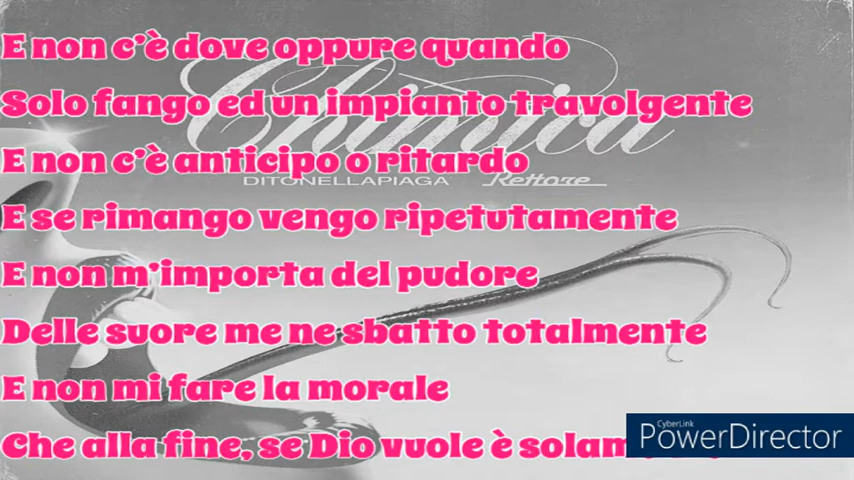 E non c'è dove oppure quando
Chimica
Solo fango ed un impianto travolgente
E non c'è anticipo o ritardo
DITONELLAPIAGA Rettore
E se rimango vengo ripetutamente
E non m'importa del pudore
Delle suore me ne sbatto totalmente
E non mi fare la morale
Che alla fine, se Dio vuole è
CyberLink
PowerDirector